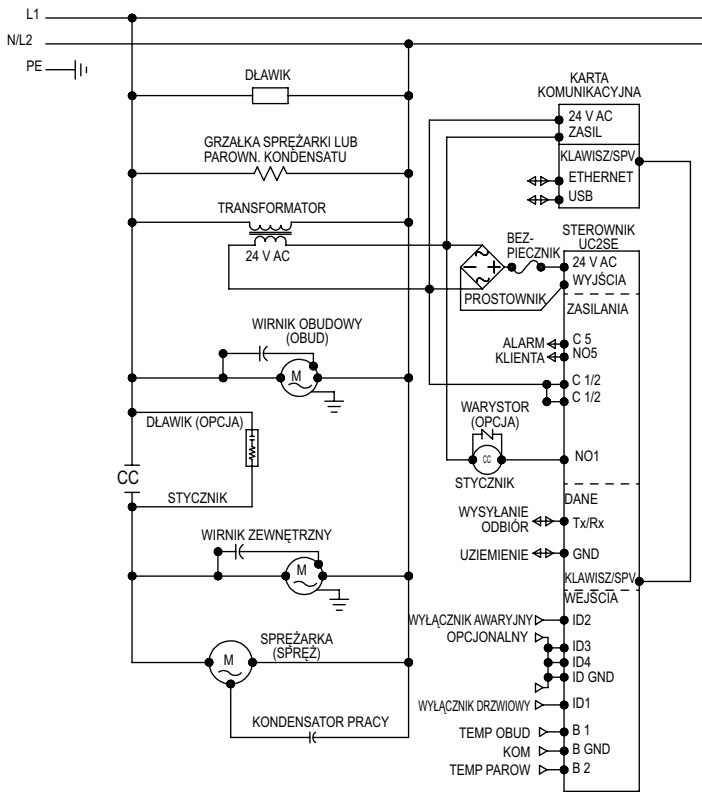 L1
N/L2
PE
DŁAWIK
GRZAŁKA SPRĘŻARKI LUB
PAROWN. KONDENSATU
TRANSFORMATOR
24 V AC
PROSTOWNIK
BEZ-
PIECZNIK
KARTA
KOMUNIKACYJNA
24 V AC
ZASIL
KLAWISZ/SPV
ETHERNET
USB
STEROWNIK
UC2SE
24 V AC
WYJŚCIA
ZASILANIA
ALARM
KLIENTA
C 5
NO5
C 1/2
C 1/2
WIRNIK OBUDOWY
(OBUD)
M
DŁAWIK (OPCJA)
CC
STYCZNIK
WARYSTOR
(OPCJA)
CC
STYCZNIK
NO1
DANE
WYSYŁANIE
ODBIÓR
Tx/Rx
UZIEMIENIE
GND
KLAWISZ/SPV
WEJŚCIA
WIRNIK ZEWNĘTRZNY
M
SPRĘŻARKA
(SPRĘŻ)
M
KONDENSATOR PRACY
WYŁĄCZNIK AWARYJNY
ID2
OPCJONALNY
ID3
ID4
ID GND
WYŁĄCZNIK DRZWIOWY
ID1
TEMP OBUD
B 1
KOM
B GND
TEMP PAROW
B 2